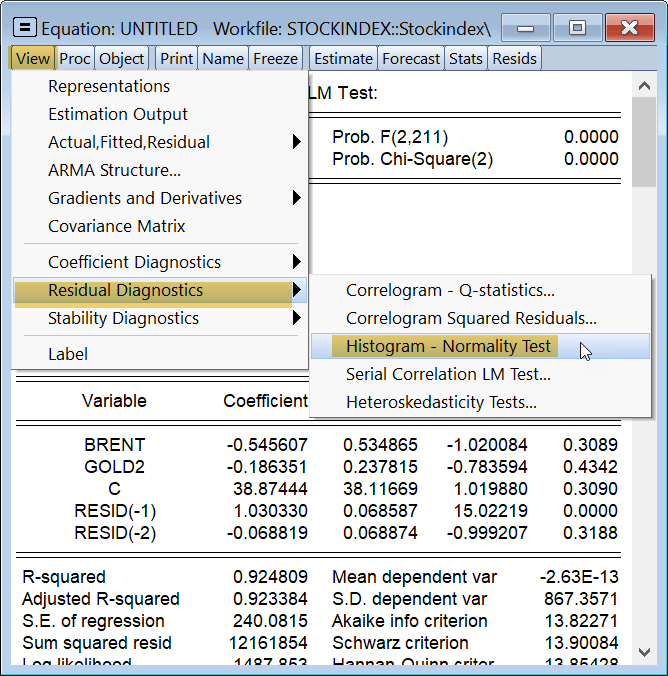 Equation: UNTITLED Workfile: STOCKINDEX::Stockindex\
View Proc Object Print Name Freeze Estimate Forecast Stats Resids
Representations
Estimation Output
Actual,Fitted,Residual
ARMA Structure...
Gradients and Derivatives
Covariance Matrix
Coefficient Diagnostics
Residual Diagnostics
Stability Diagnostics
Label
LM Test:
Prob. F(2,211) 0.0000
Prob. Chi-Square(2) 0.0000
Correlogram - Q-statistics...
Correlogram Squared Residuals...
Histogram - Normality Test
Serial Correlation LM Test...
Heteroskedasticity Tests...
Variable Coefficient
BRENT -0.545607 0.534865 -1.020084 0.3089
GOLD2 -0.186351 0.237815 -0.783594 0.4342
C 38.87444 38.11669 1.019880 0.3090
RESID(-1) 1.030330 0.068587 15.02219 0.0000
RESID(-2) -0.068819 0.068874 -0.999207 0.3188
R-squared 0.924809 Mean dependent var -2.63E-13
Adjusted R-squared 0.923384 S.D. dependent var 867.3571
S.E. of regression 240.0815 Akaike info criterion 13.82271
Sum squared resid 12161854 Schwarz criterion 13.90084
Log likelihood -1487.853 Hannan-Quinn criter. 13.85428